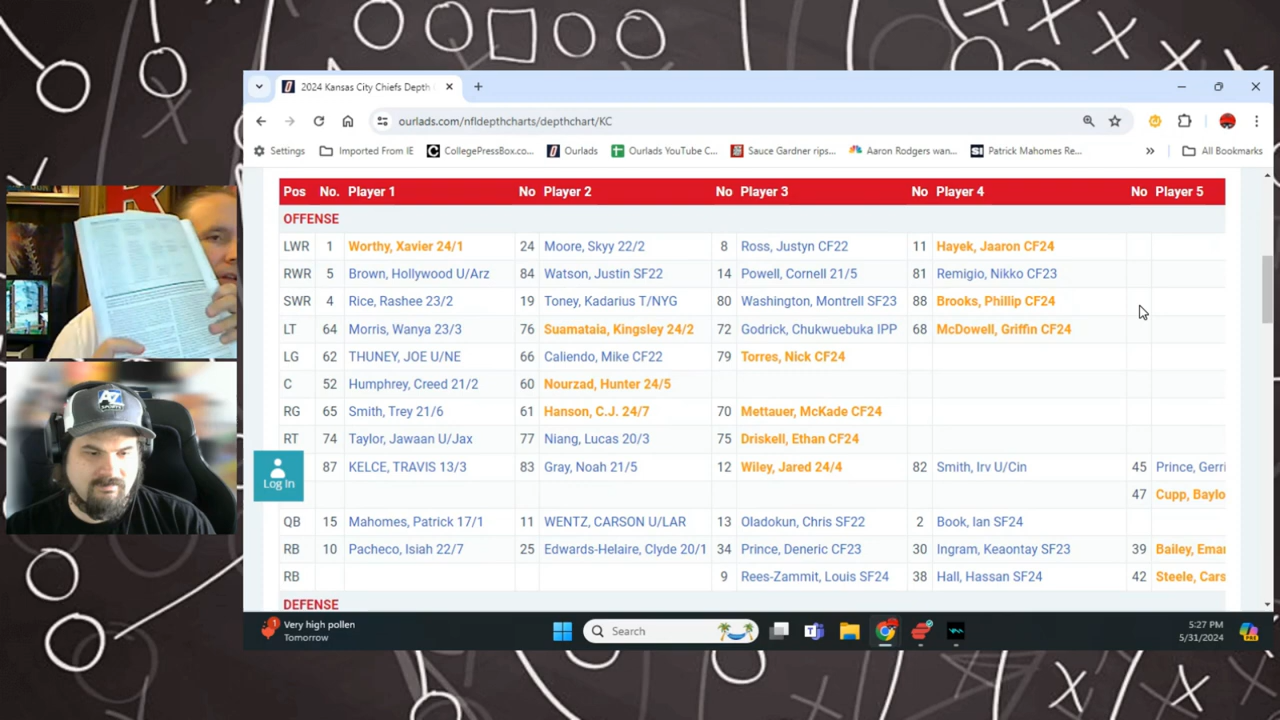 2024 Kansas City Chiefs Depth
ourlads.com/nfldepthcharts/depthchart/KC
Settings Imported From IE CollegePressBox.co... Ourlads Ourlads YouTube C... Sauce Gardner rips... Aaron Rodgers wan... Patrick Mahomes Re... » All Bookmarks
Pos No. Player 1 No Player 2 No Player 3 No Player 4 No Player 5
OFFENSE
LWR 1 Worthy, Xavier 24/1 24 Moore, Skyy 22/2 8 Ross, Justyn CF22 11 Hayek, Jaaron CF24
RWR 5 Brown, Hollywood U/Arz 84 Watson, Justin SF22 14 Powell, Cornell 21/5 81 Remigio, Nikko CF23
SWR 4 Rice, Rashee 23/2 19 Toney, Kadarius T/NYG 80 Washington, Montrell SF23 88 Brooks, Phillip CF24
LT 64 Morris, Wanya 23/3 76 Suamataia, Kingsley 24/2 72 Godrick, Chukwuebuka IPP 68 McDowell, Griffin CF24
LG 62 THUNEY, JOE U/NE 66 Caliendo, Mike CF22 79 Torres, Nick CF24
C 52 Humphrey, Creed 21/2 60 Nourzad, Hunter 24/5
RG 65 Smith, Trey 21/6 61 Hanson, C.J. 24/7 70 Mettauer, McKade CF24
RT 74 Taylor, Jawaan U/Jax 77 Niang, Lucas 20/3 75 Driskell, Ethan CF24
87 KELCE, TRAVIS 13/3 83 Gray, Noah 21/5 12 Wiley, Jared 24/4 82 Smith, Irv U/Cin 45 Prince, Gerri
Log In
47 Cupp, Baylo
QB 15 Mahomes, Patrick 17/1 11 WENTZ, CARSON U/LAR 13 Oladokun, Chris SF22 2 Book, Ian SF24
RB 10 Pacheco, Isiah 22/7 25 Edwards-Helaire, Clyde 20/1 34 Prince, Deneric CF23 30 Ingram, Keaontay SF23 39 Bailey, Emar
RB 9 Rees-Zammit, Louis SF24 38 Hall, Hassan SF24 42 Steele, Cars
DEFENSE
1 Very high pollen
Tomorrow
Search
5:27 PM
5/31/2024